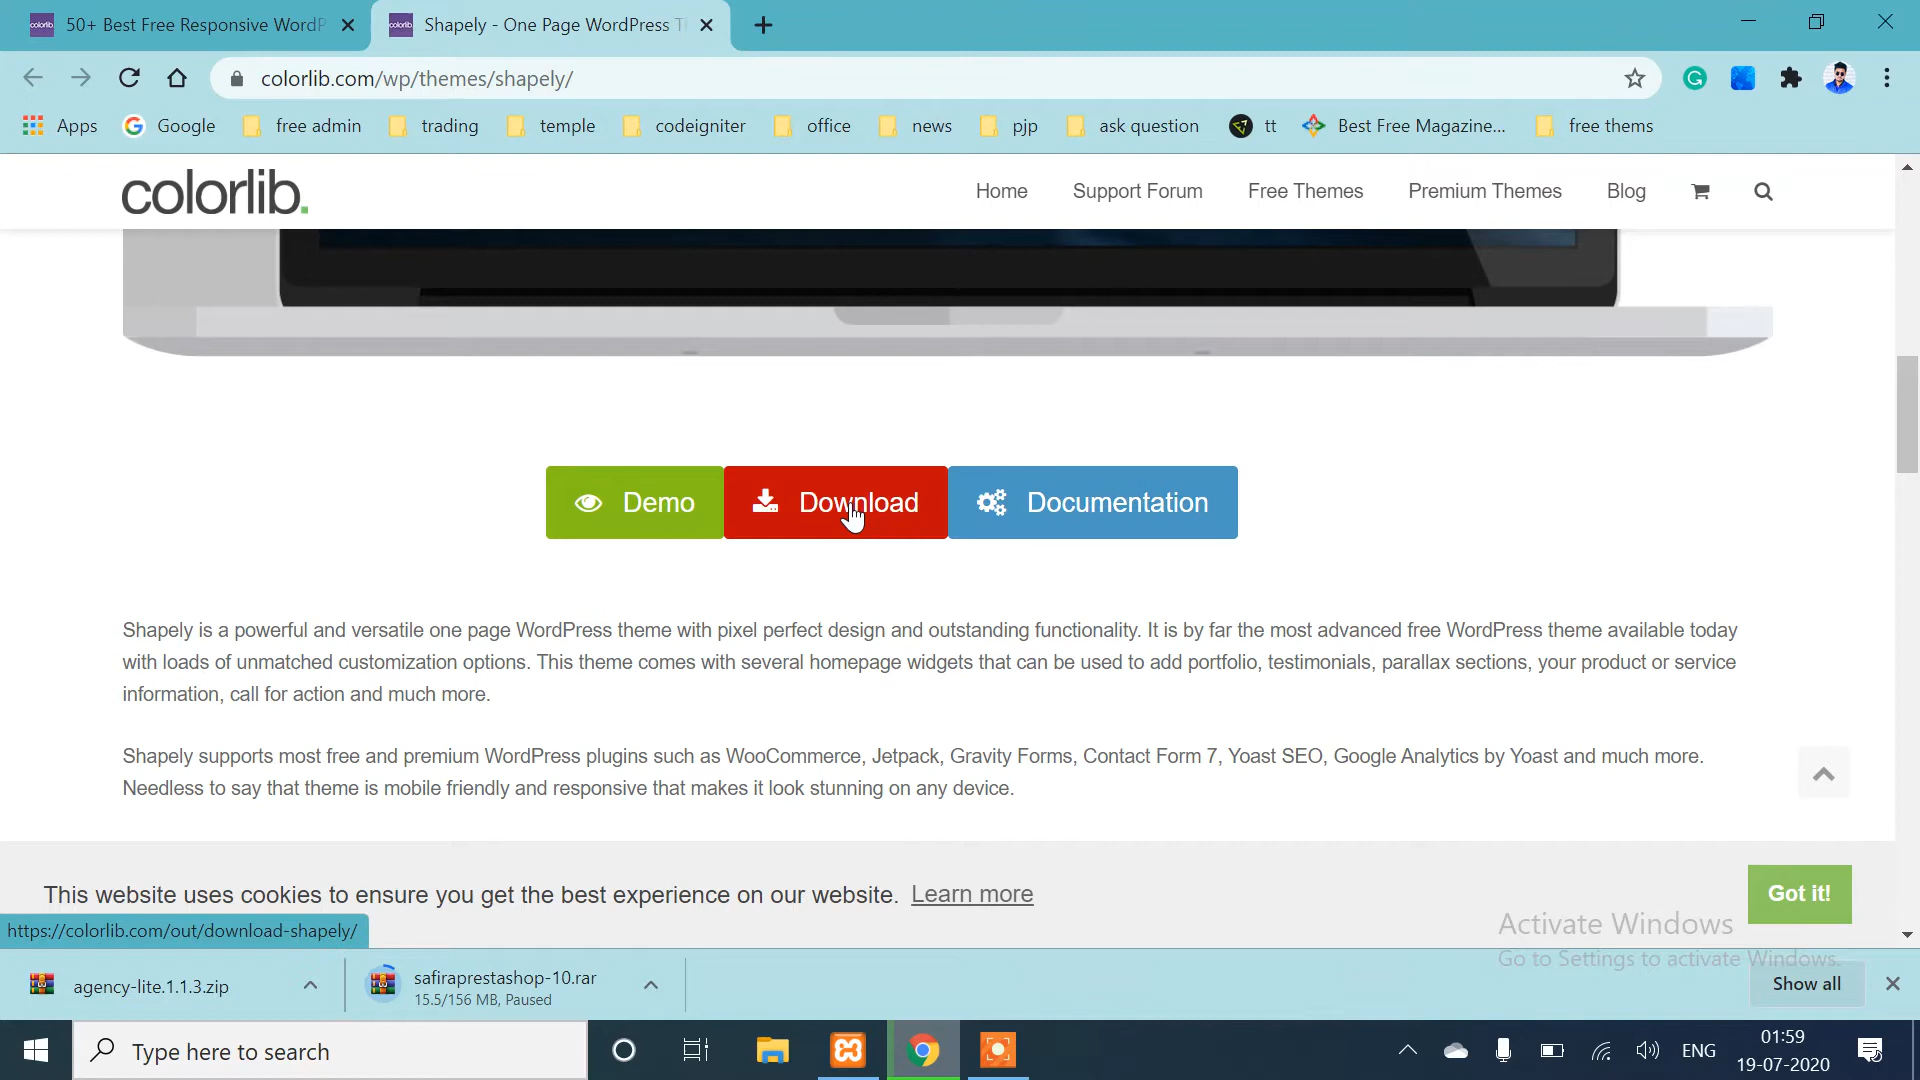 50+ Best Free Responsive WordP
Shapely - One Page WordPress T
colorlib.com/wp/themes/shapely/
Apps Google free admin trading temple codeigniter office news pjp ask question tt Best Free Magazine... free thems
colorlib.
Home Support Forum Free Themes Premium Themes Blog
Demo Download Documentation
Shapely is a powerful and versatile one page WordPress theme with pixel perfect design and outstanding functionality. It is by far the most advanced free WordPress theme available today
with loads of unmatched customization options. This theme comes with several homepage widgets that can be used to add portfolio, testimonials, parallax sections, your product or service
information, call for action and much more.
Shapely supports most free and premium WordPress plugins such as WooCommerce, Jetpack, Gravity Forms, Contact Form 7, Yoast SEO, Google Analytics by Yoast and much more.
Needless to say that theme is mobile friendly and responsive that makes it look stunning on any device.
This website uses cookies to ensure you get the best experience on our website. Learn more
Got it!
https://colorlib.com/out/download-shapely/
Activate Windows
Go to Settings to activate Windows.
agency-lite.1.1.3.zip
safiraprestashop-10.rar
15.5/156 MB, Paused
Show all
Type here to search
ENG
01:59
19-07-2020